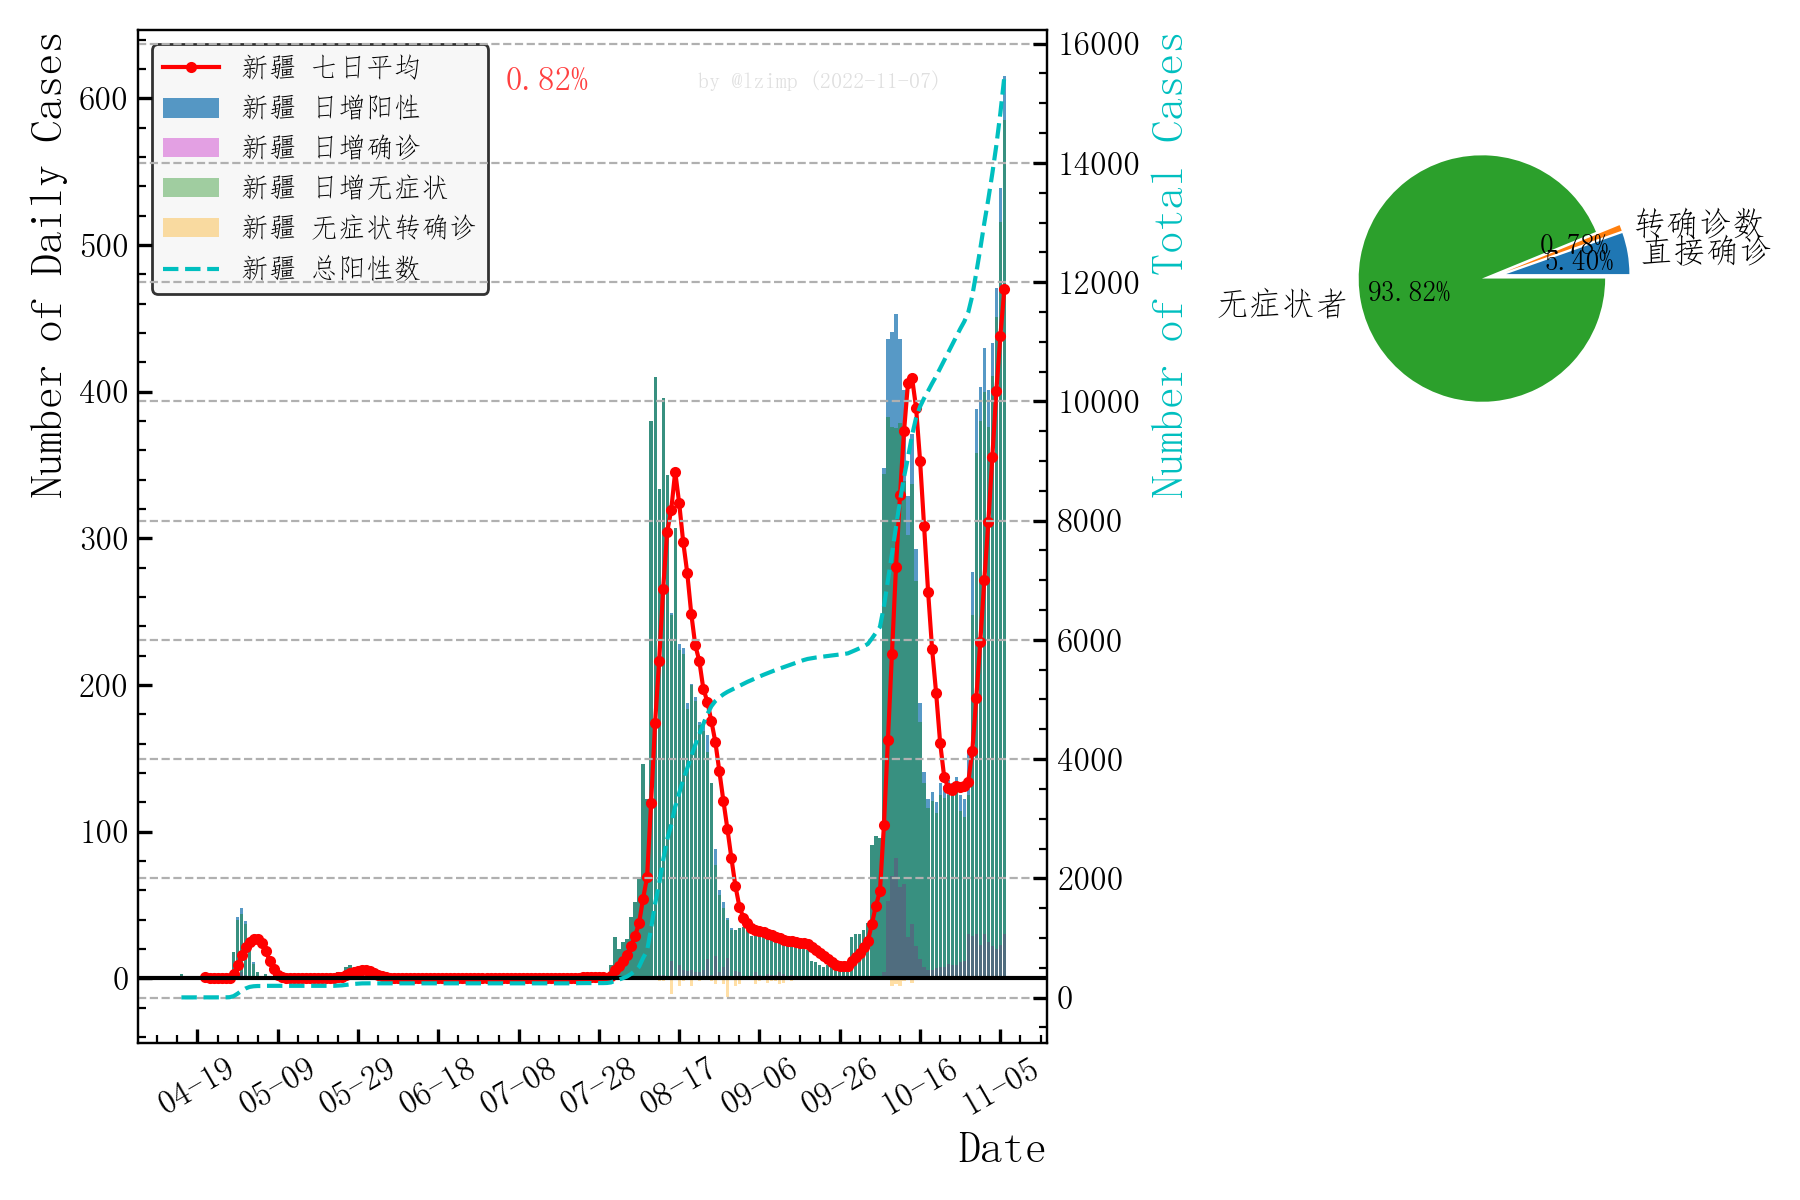 Number of Daily Cases
600
500
400
300
200
100
0
新疆 七日平均
新疆 日增阳性
新疆 日增确诊
新疆 日增无症状
新疆 无症状转确诊
新疆 总阳性数
0.82%
by @lzimp (2022-11-07)
16000
14000
12000
10000
8000
6000
4000
2000
0
Number of Total Cases
04-19
05-09
05-29
06-18
07-08
07-28
08-17
09-06
09-26
10-16
11-05
Date
转确诊数
0.78%
直接确诊
5.40%
无症状者
93.82%